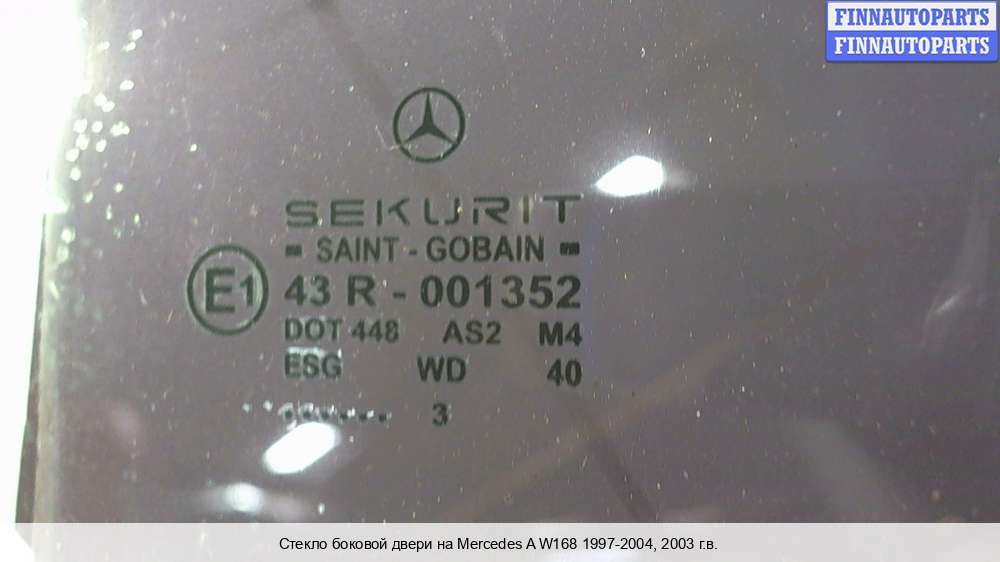 FINNAUTOPARTS
FINNAUTOPARTS
SEKURIT
SAINT - GOBAIN
E1 43 R - 001352
DOT 448 AS2 M4
ESG WD 40
3
Стекло боковой двери на Mercedes A W168 1997-2004, 2003 г.в.